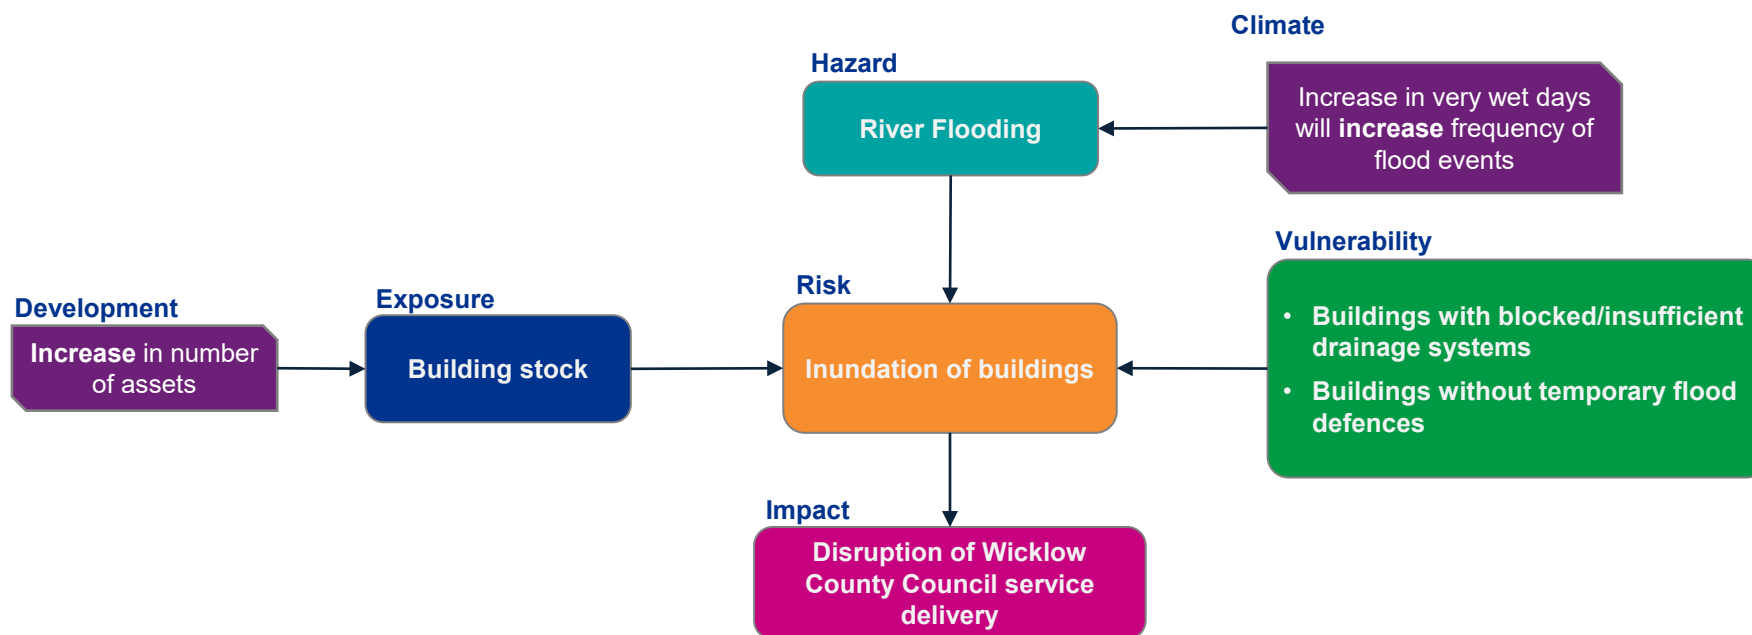 Climate
Hazard
Increase in very wet days
will increase frequency of
flood events
River Flooding
Vulnerability
• Buildings with blocked/insufficient
drainage systems
• Buildings without temporary flood
defences
Development
Increase in number
of assets
Exposure
Building stock
Risk
Inundation of buildings
Impact
Disruption of Wicklow
County Council service
delivery